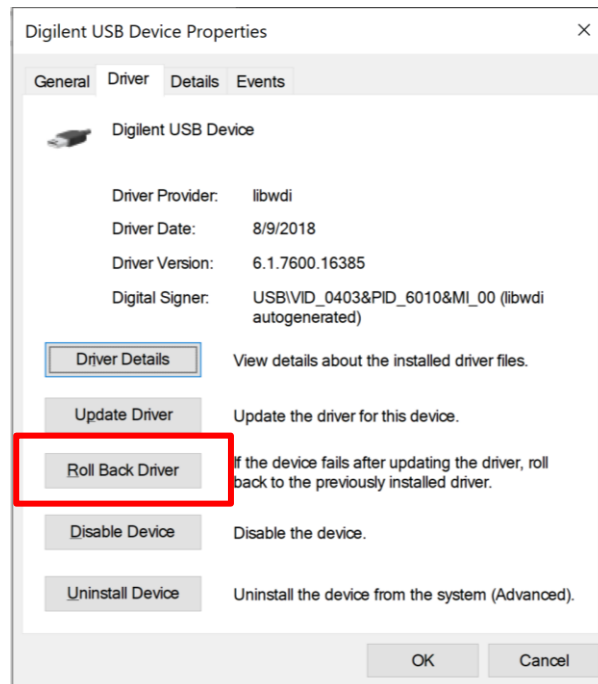 Digilent USB Device Properties
General Driver Details Events
Digilent USB Device
Driver Provider: libwdi
Driver Date: 8/9/2018
Driver Version: 6.1.7600.16385
Digital Signer: USB\VID_0403&PID_6010&MI_00 (libwdi
autogenerated)
Driver Details View details about the installed driver files.
Update Driver Update the driver for this device.
Roll Back Driver If the device fails after updating the driver, roll
back to the previously installed driver.
Disable Device Disable the device.
Uninstall Device Uninstall the device from the system (Advanced).
OK Cancel